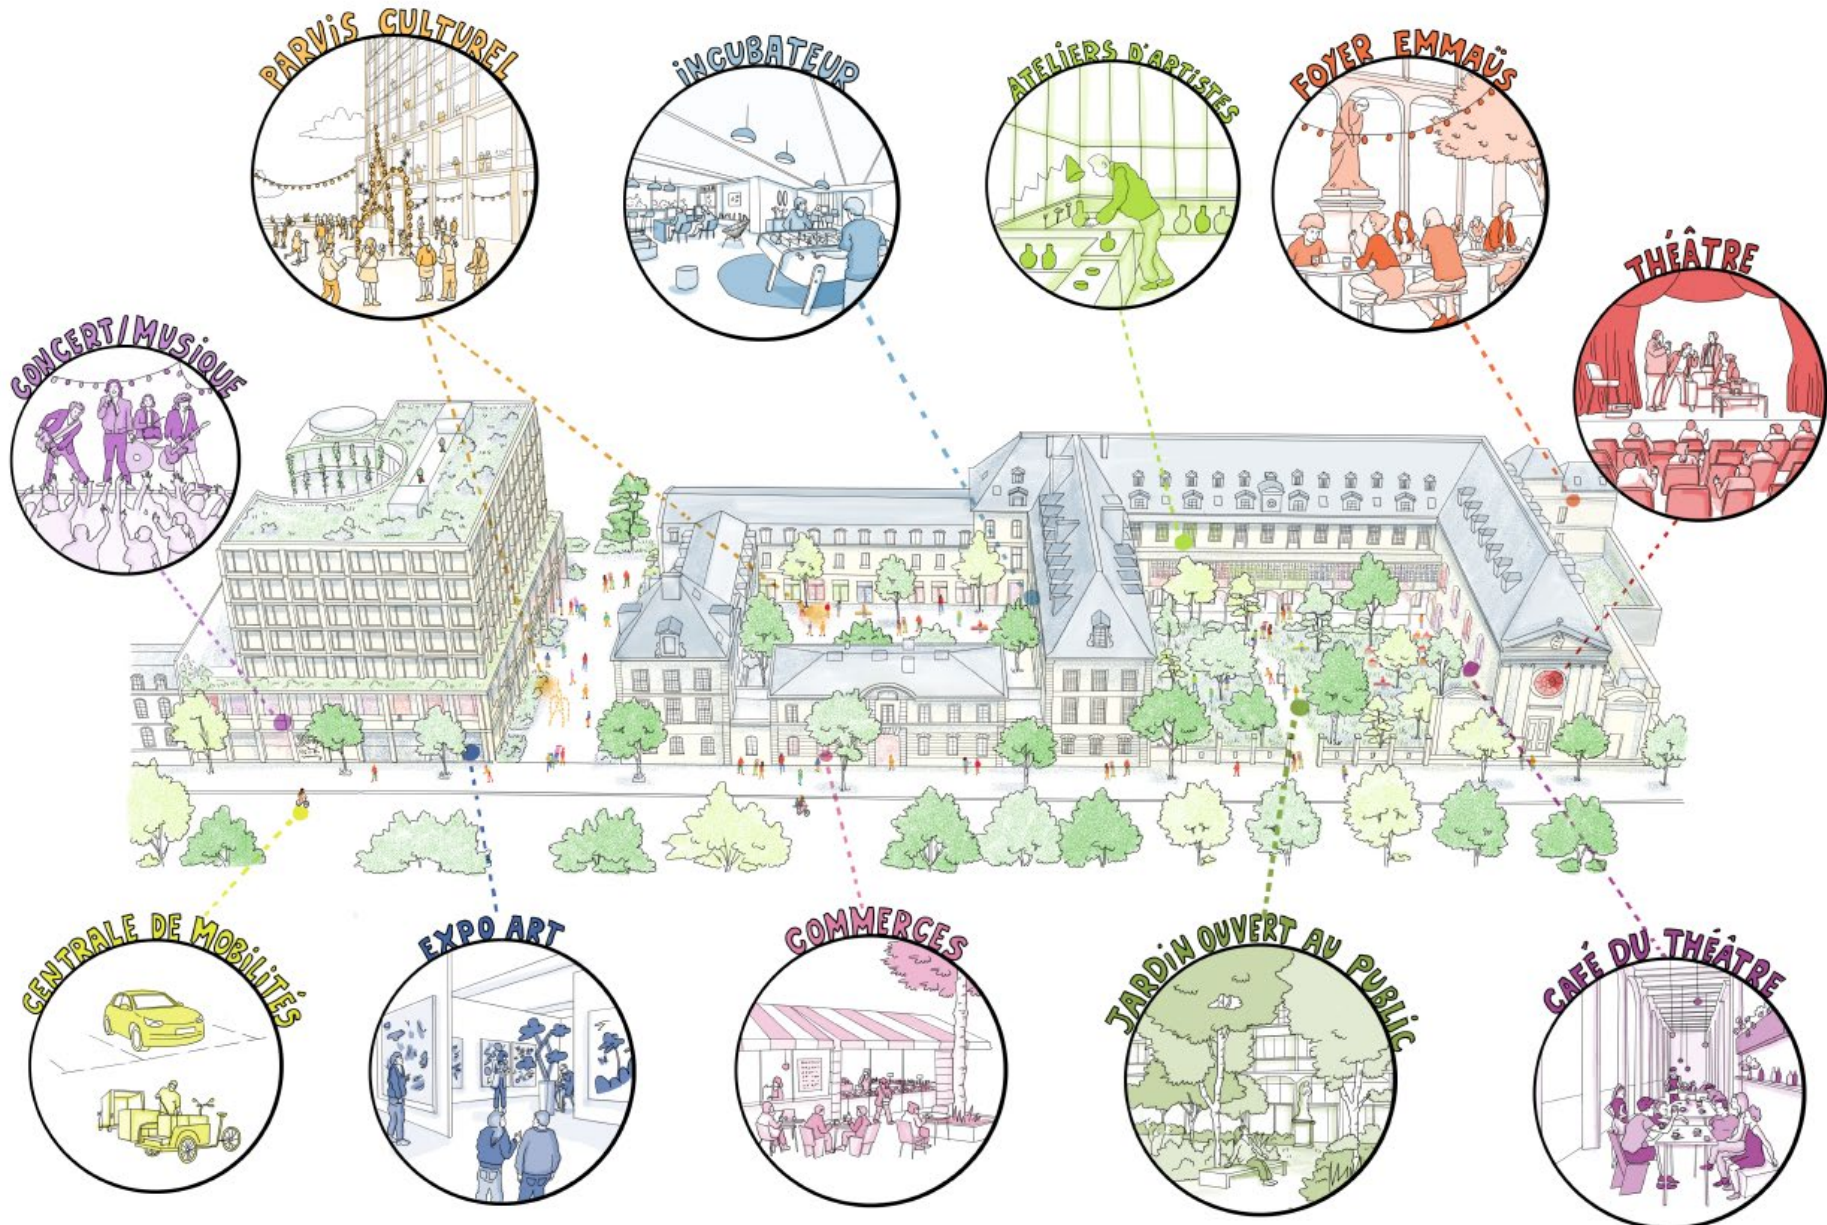 PARVIS CULTUREL
INCUBATEUR
ATELIERS D'ARTISTES
FOYER EMMAÜS
THÉÂTRE
CONCERT/MUSIQUE
CENTRALE DE MOBILITÉS
EXPO ART
COMMERCES
JARDIN OUVERT AU PUBLIC
CAFÉ DU THÉÂTRE